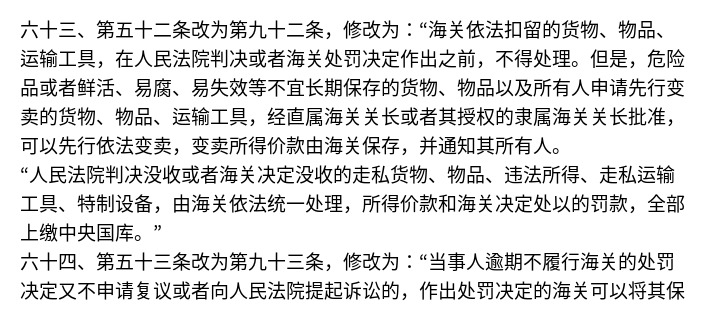 六十三、第五十二条改为第九十二条，修改为：“海关依法扣留的货物、物品、
运输工具，在人民法院判决或者海关处罚决定作出之前，不得处理。但是，危险
品或者鲜活、易腐、易失效等不宜长期保存的货物、物品以及所有人申请先行变
卖的货物、物品、运输工具，经直属海关关长或者其授权的隶属海关关长批准，
可以先行依法变卖，变卖所得价款由海关保存，并通知其所有人。
“人民法院判决没收或者海关决定没收的走私货物、物品、违法所得、走私运输
工具、特制设备，由海关依法统一处理，所得价款和海关决定处以的罚款，全部
上缴中央国库。”
六十四、第五十三条改为第九十三条，修改为：“当事人逾期不履行海关的处罚
决定又不申请复议或者向人民法院提起诉讼的，作出处罚决定的海关可以将其保